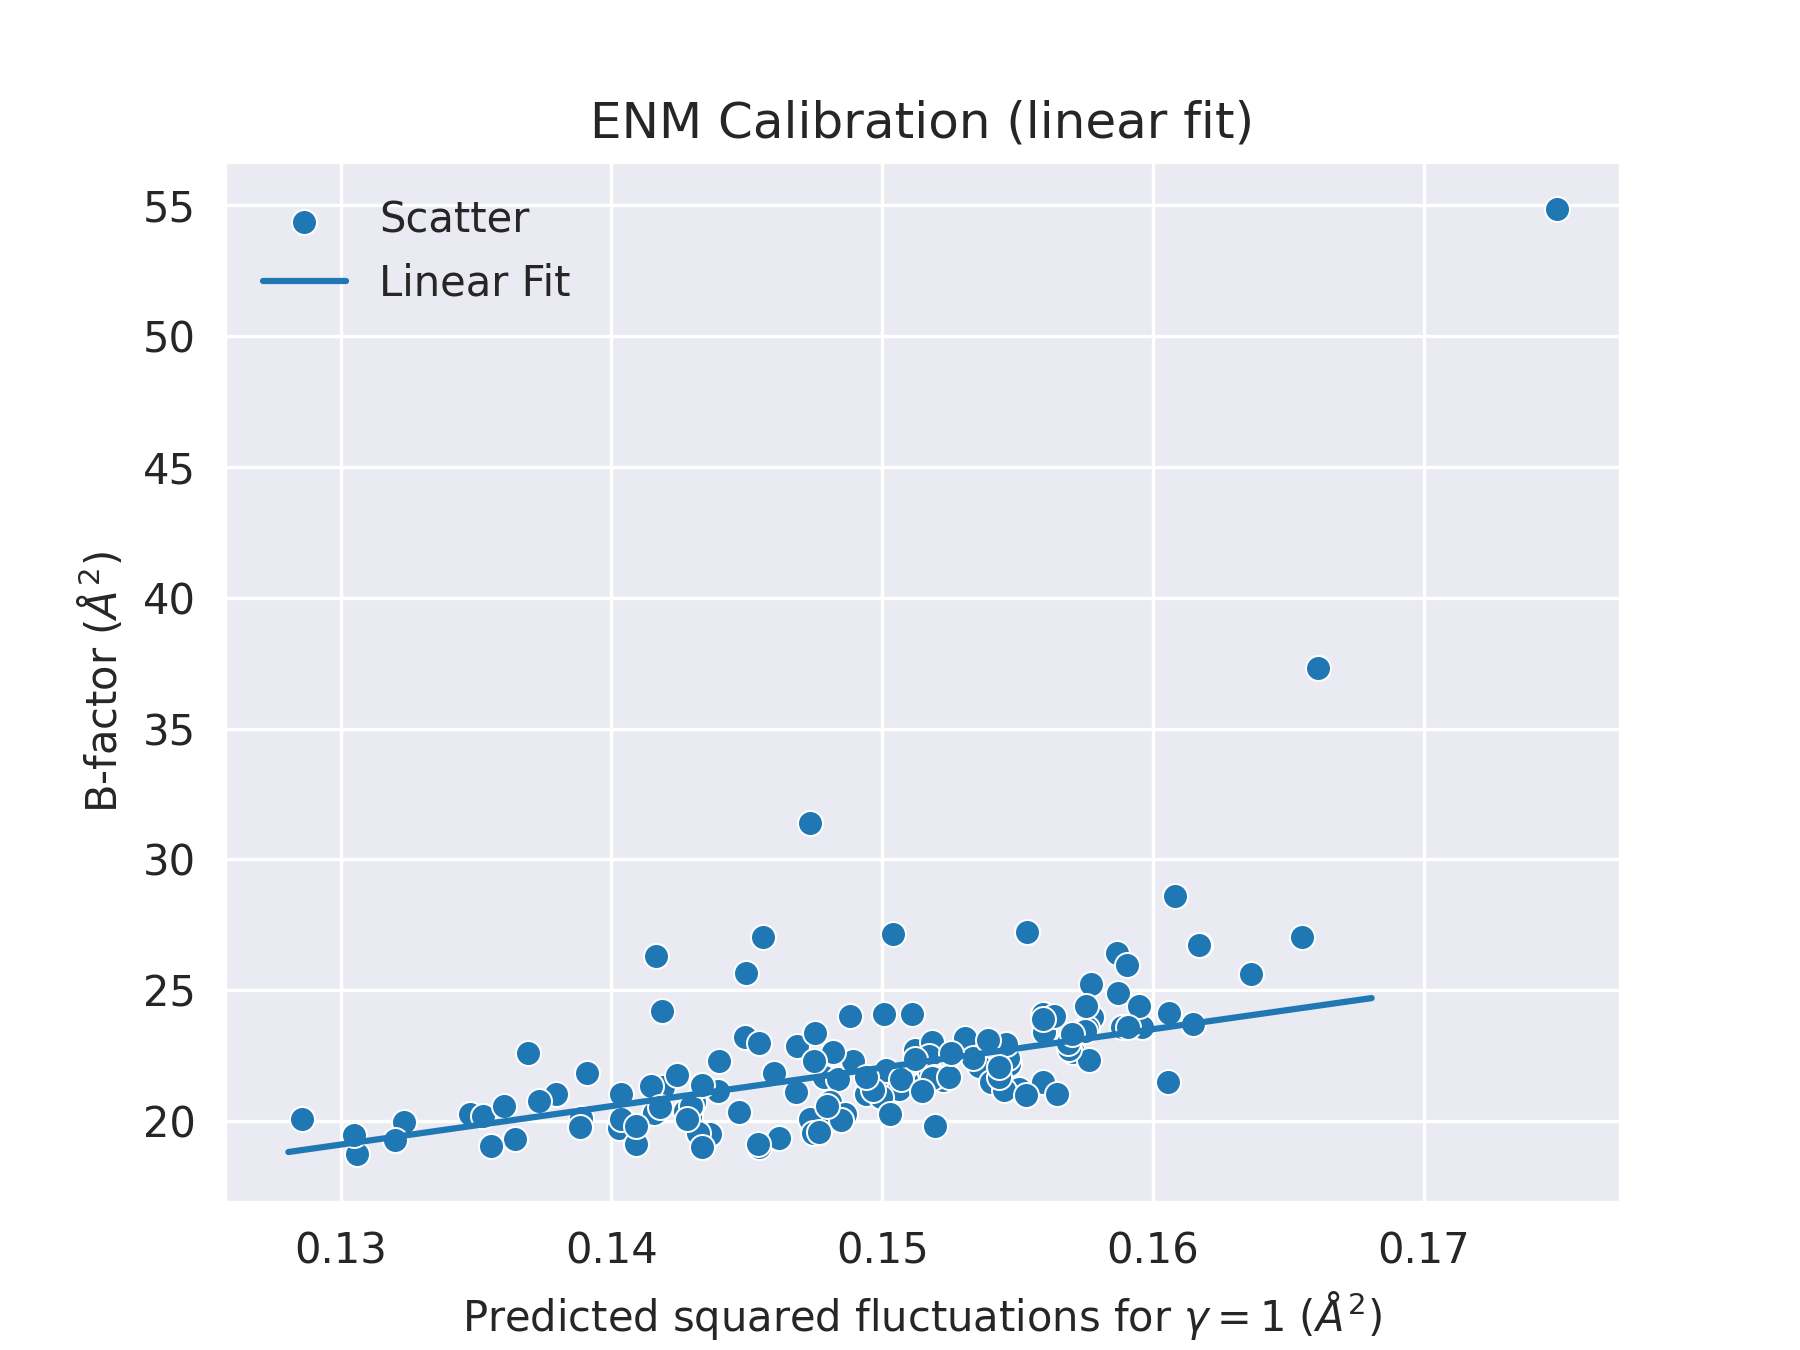 ENM Calibration (linear fit)
Scatter
Linear Fit
55
50
45
40
35
30
25
20
B-factor (Å²)
0.13 0.14 0.15 0.16 0.17
Predicted squared fluctuations for γ = 1 (Å²)